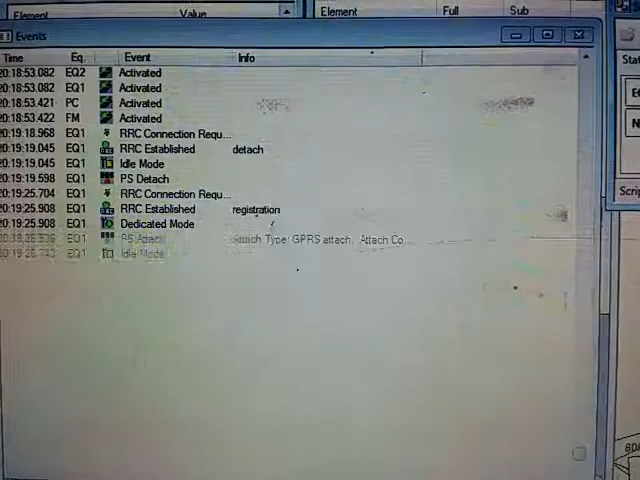 Element Value Element Full Sub
Events
Time Eq. Event Info
20:18:53.082 EQ2 Activated
20:18:53.082 EQ1 Activated
20:18:53.421 PC Activated
20:18:53.422 FM Activated
20:19:18.968 EQ1 RRC Connection Requ...
20:19:19.045 EQ1 RRC Established detach
20:19:19.045 EQ1 Idle Mode
20:19:19.598 EQ1 PS Detach
20:19:25.704 EQ1 RRC Connection Requ...
20:19:25.908 EQ1 RRC Established registration
20:19:25.908 EQ1 Dedicated Mode
EQ1 PS Attach Attach Type: GPRS attach, Attach Co...
EQ1 Idle Mode
Stat
Scrip